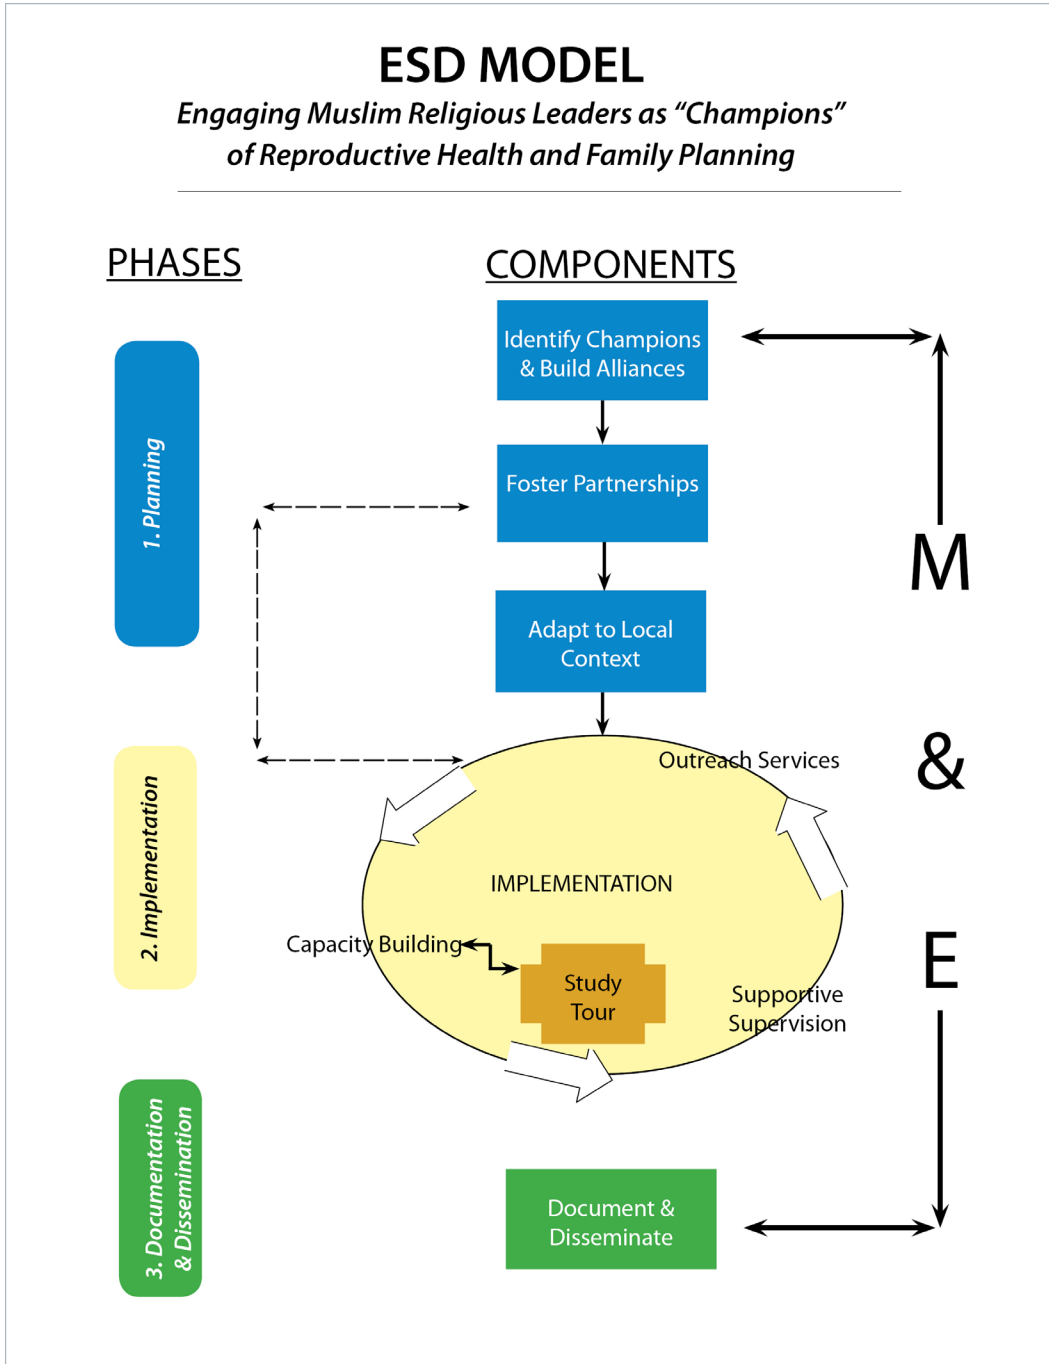 ESD MODEL
Engaging Muslim Religious Leaders as “Champions”
of Reproductive Health and Family Planning
PHASES
COMPONENTS
Identify Champions
& Build Alliances
1. Planning
Foster Partnerships
M
Adapt to Local
Context
&
Outreach Services
2. Implementation
IMPLEMENTATION
Capacity Building
E
Study
Tour
Supportive
Supervision
3. Documentation
& Dissemination
Document &
Disseminate